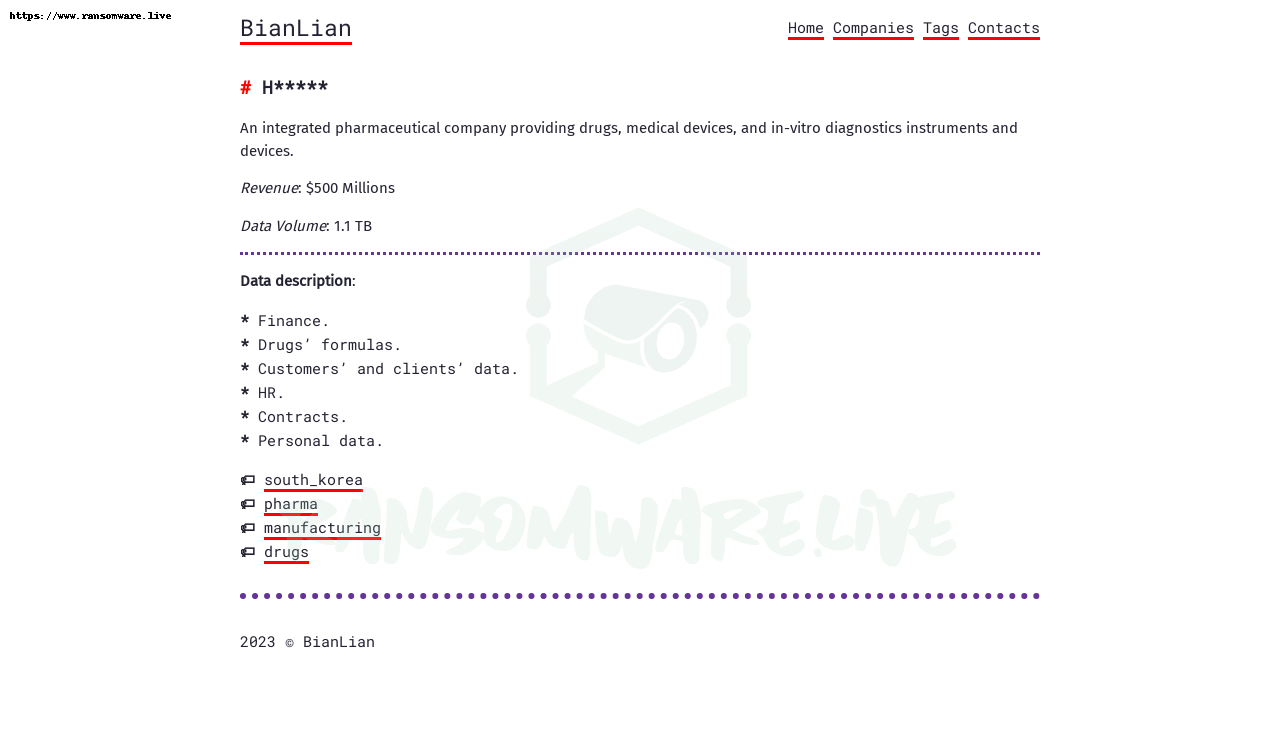 https://www.ransomware.live
BianLian
Home Companies Tags Contacts
# H*****
An integrated pharmaceutical company providing drugs, medical devices, and in-vitro diagnostics instruments and
devices.
Revenue: $500 Millions
Data Volume: 1.1 TB
Data description:
* Finance.
* Drugs’ formulas.
* Customers’ and clients’ data.
* HR.
* Contracts.
* Personal data.
south_korea
pharma
manufacturing
drugs
RANSOMWARE.LIVE
2023 © BianLian